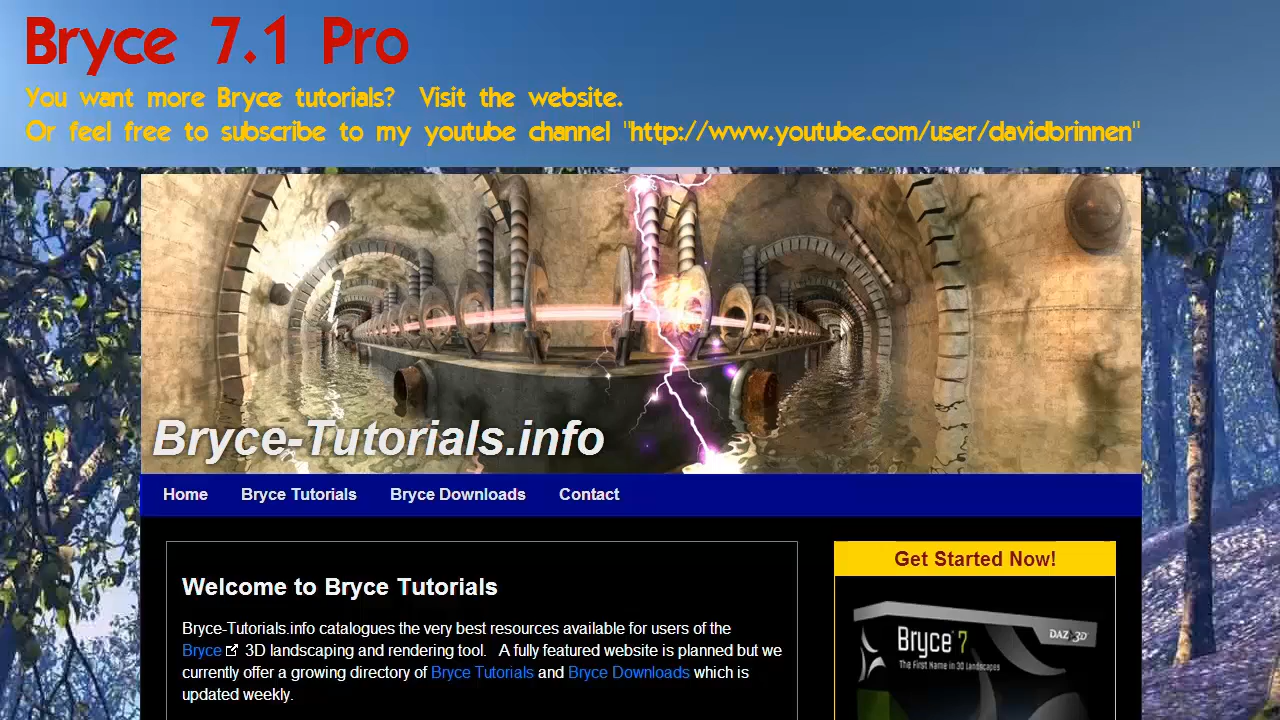 Bryce 7.1 Pro
You want more Bryce tutorials? Visit the website.
Or feel free to subscribe to my youtube channel "http://www.youtube.com/user/davidbrinnen"
Bryce-Tutorials.info
Home Bryce Tutorials Bryce Downloads Contact
Welcome to Bryce Tutorials
Bryce-Tutorials.info catalogues the very best resources available for users of the
Bryce 3D landscaping and rendering tool. A fully featured website is planned but we
currently offer a growing directory of Bryce Tutorials and Bryce Downloads which is
updated weekly.
Get Started Now!
DAZ 3D
Bryce 7
The First Name in 3D Landscapes